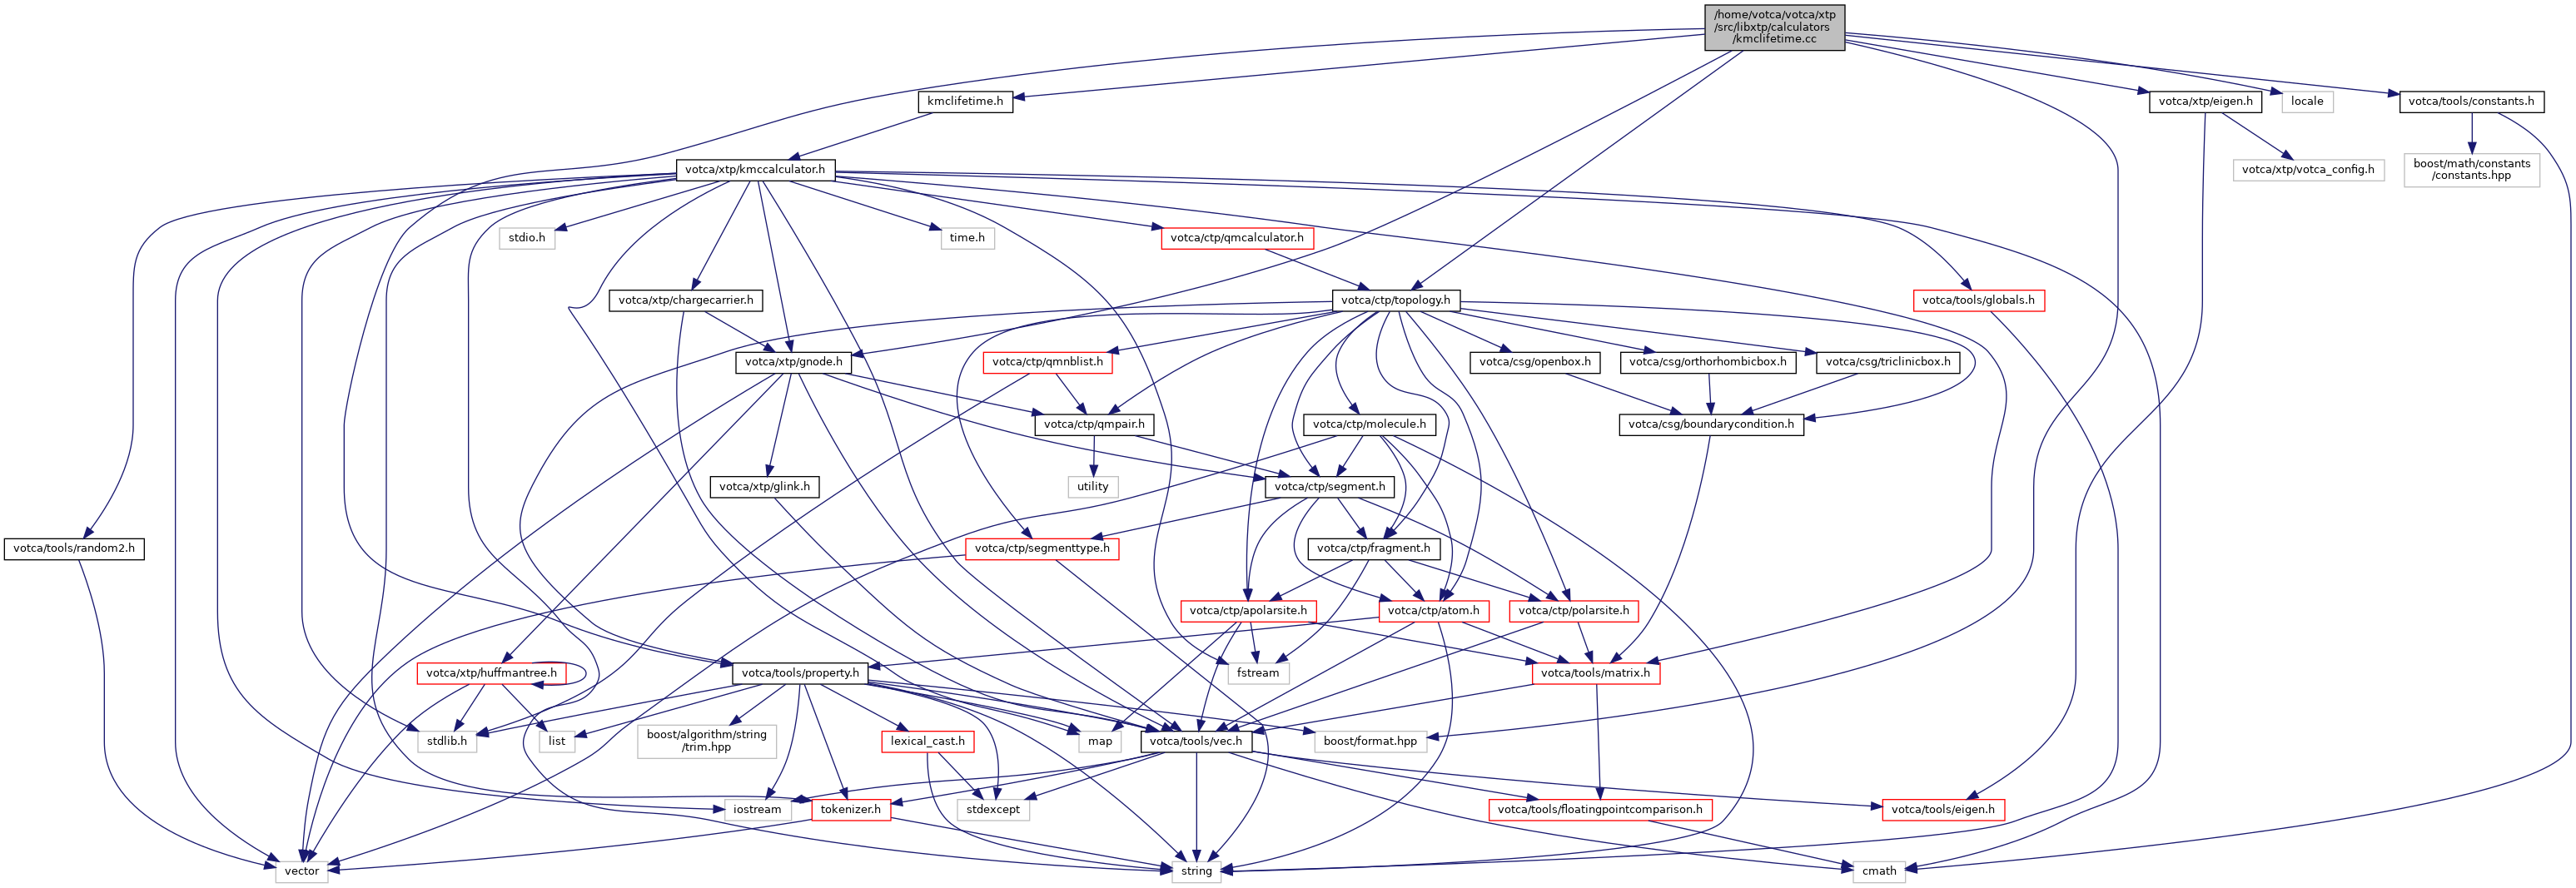 /home/votca/votca/xtp
/src/libxtp/calculators
/kmclifetime.cc
kmclifetime.h
votca/xtp/eigen.h
locale
votca/tools/constants.h
votca/xtp/kmccalculator.h
votca/xtp/votca_config.h
boost/math/constants
/constants.hpp
stdio.h
time.h
votca/ctp/qmcalculator.h
votca/xtp/chargecarrier.h
votca/ctp/topology.h
votca/tools/globals.h
votca/xtp/gnode.h
votca/ctp/qmnblist.h
votca/csg/openbox.h
votca/csg/orthorhombicbox.h
votca/csg/triclinicbox.h
votca/ctp/qmpair.h
votca/ctp/molecule.h
votca/csg/boundarycondition.h
votca/xtp/glink.h
utility
votca/ctp/segment.h
votca/tools/random2.h
votca/ctp/segmenttype.h
votca/ctp/fragment.h
votca/ctp/apolarsite.h
votca/ctp/atom.h
votca/ctp/polarsite.h
votca/xtp/huffmantree.h
votca/tools/property.h
fstream
votca/tools/matrix.h
stdlib.h
list
boost/algorithm/string
/trim.hpp
lexical_cast.h
map
votca/tools/vec.h
boost/format.hpp
iostream
tokenizer.h
stdexcept
votca/tools/floatingpointcomparison.h
votca/tools/eigen.h
vector
string
cmath